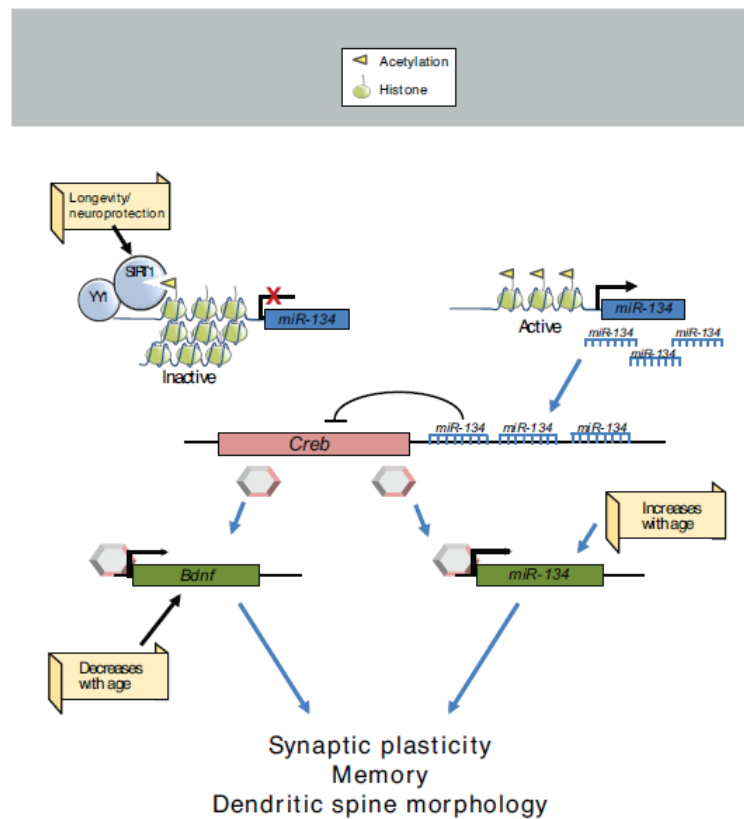 Acetylation
Histone
Longevity/
neuroprotection
SIRT1
YY1
miR-134
Inactive
Active
miR-134
miR-134
miR-134
miR-134
Creb
miR-134
miR-134
miR-134
Increases
with age
Bdnf
miR-134
Decreases
with age
Synaptic plasticity
Memory
Dendritic spine morphology